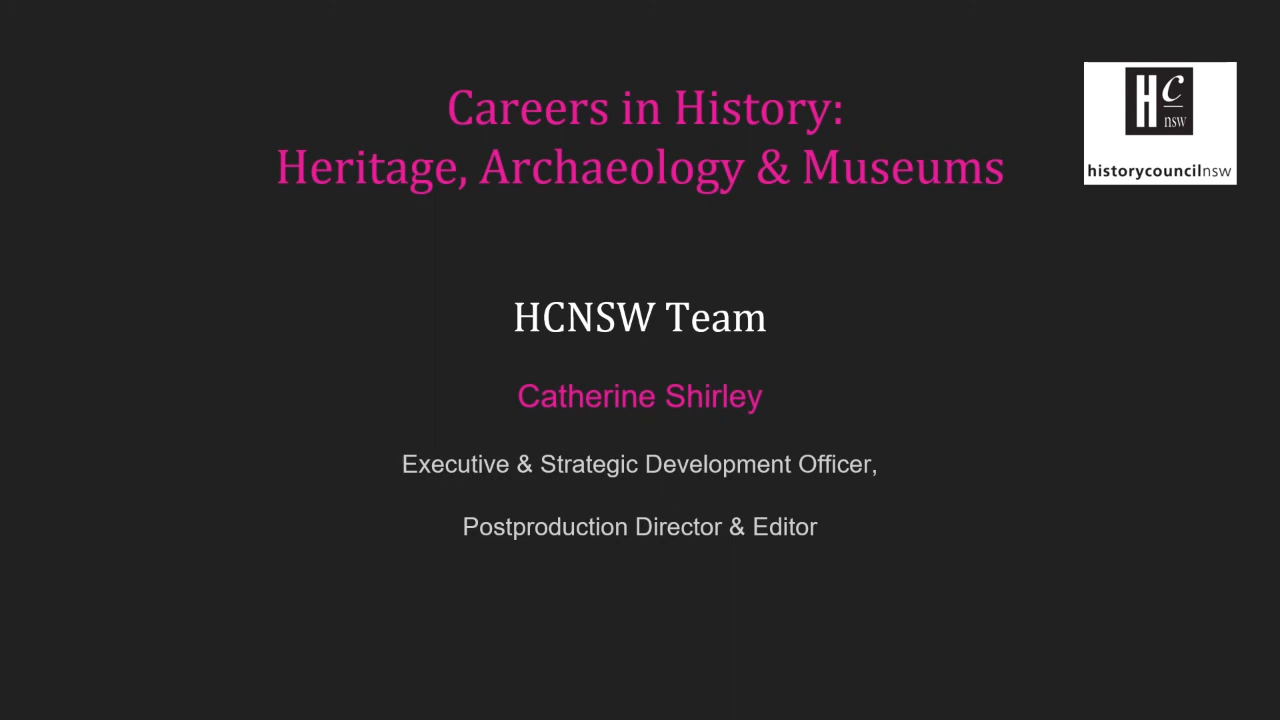 Careers in History:
Heritage, Archaeology & Museums
HC
nsw
historycouncilnsw
HCNSW Team
Catherine Shirley
Executive & Strategic Development Officer,
Postproduction Director & Editor